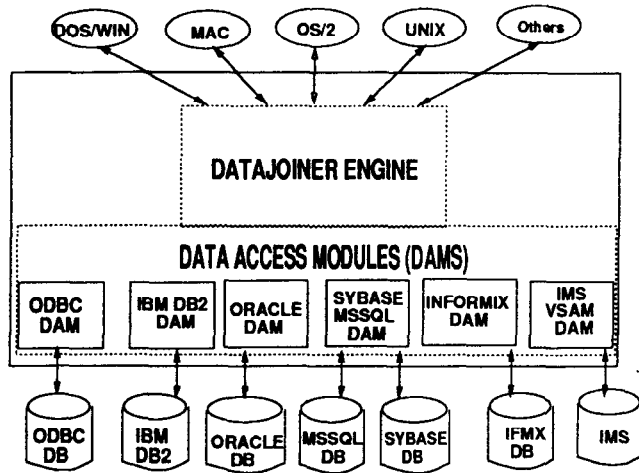 DOS/WIN
MAC
OS/2
UNIX
Others
DATAJOINER ENGINE
DATA ACCESS MODULES (DAMS)
ODBC
DAM
IBM DB2
DAM
ORACLE
DAM
SYBASE
MSSQL
DAM
INFORMIX
DAM
IMS
VSAM
DAM
ODBC
DB
IBM
DB2
ORACLE
DB
MSSQL
DB
SYBASE
DB
IFMX
DB
IMS